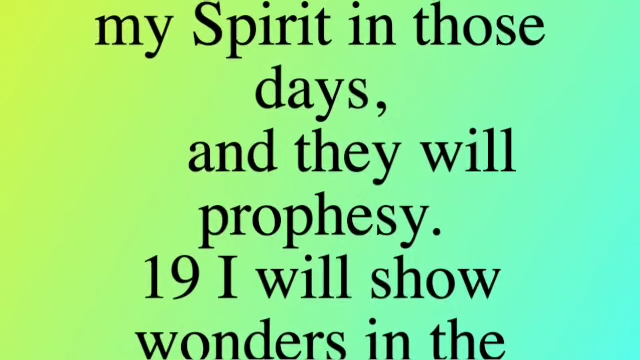 my Spirit in those
days,
and they will
prophesy.
19 I will show
wonders in the